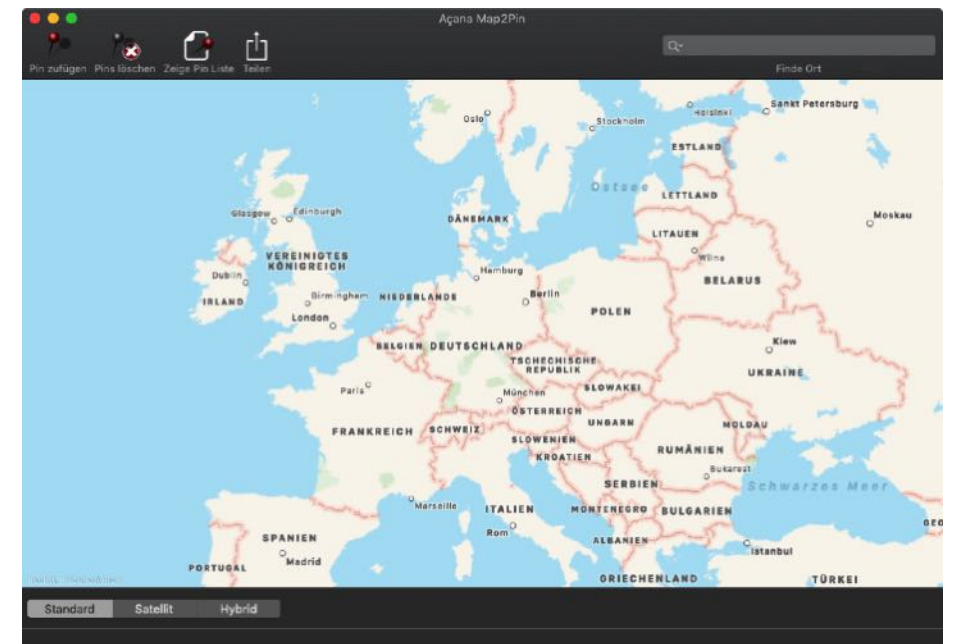 Açana Map2Pin
Pin zufügen Pins löschen Zeige Pin Liste Teilen
Finde Ort
Oslo
Stockholm
Helsinki
Sankt Petersburg
ESTLAND
Ostsee
LETTLAND
Moskau
Glasgow
Edinburgh
DÄNEMARK
LITAUEN
Wilna
VEREINIGTES
KÖNIGREICH
Dublin
Hamburg
BELARUS
IRLAND
Birmingham
NIEDERLANDE
Berlin
POLEN
London
Kiew
BELGIEN
DEUTSCHLAND
TSCHECHISCHE
REPUBLIK
UKRAINE
Paris
München
SLOWAKEI
ÖSTERREICH
UNGARN
MOLDAU
FRANKREICH
SCHWEIZ
SLOWENIEN
KROATIEN
RUMÄNIEN
Bukarest
SERBIEN
Schwarzes Meer
Marseille
ITALIEN
MONTENEGRO
BULGARIEN
GEO
Rom
SPANIEN
ALBANIEN
Istanbul
Madrid
PORTUGAL
GRIECHENLAND
TÜRKEI
Standard Satellit Hybrid